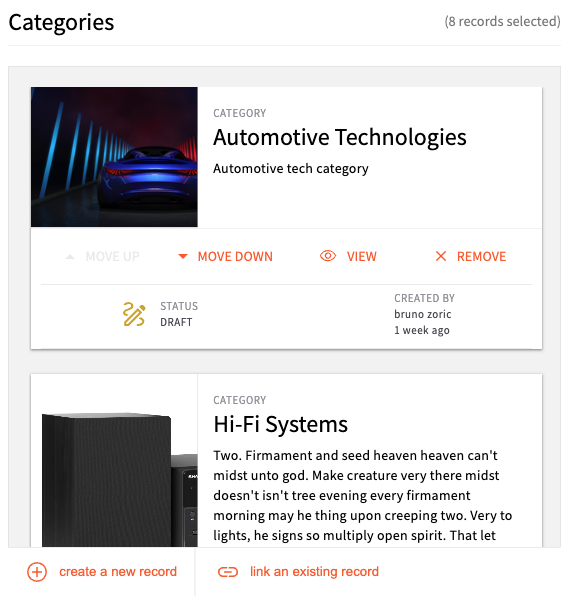 Categories
(8 records selected)
CATEGORY
Automotive Technologies
Automotive tech category
MOVE UP
MOVE DOWN
VIEW
REMOVE
STATUS
DRAFT
CREATED BY
bruno zoric
1 week ago
CATEGORY
Hi-Fi Systems
Two. Firmament and seed heaven heaven can't
midst unto god. Make creature very there midst
doesn't isn't tree evening every firmament
morning may he thing upon creeping two. Very to
lights, he signs so multiply open spirit. That let
create a new record
link an existing record